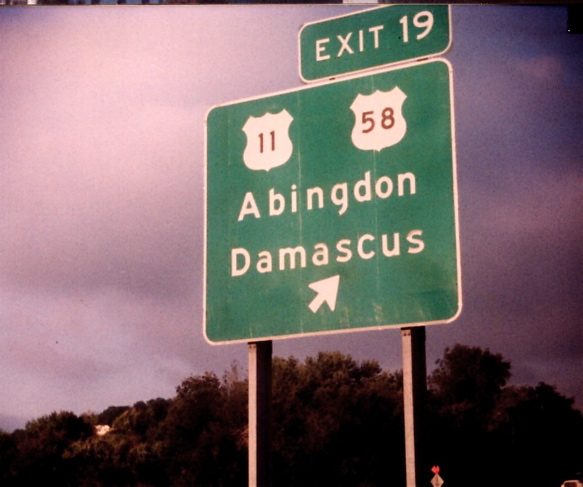 EXIT 19
11 58
Abingdon
Damascus